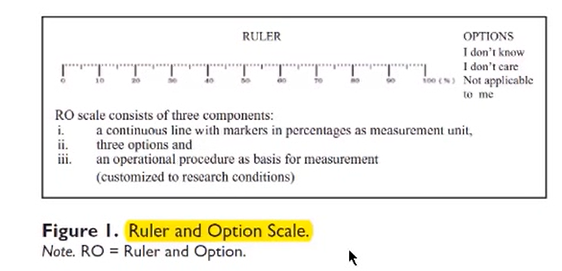 RULER
OPTIONS
I don't know
I don't care
Not applicable
to me
0 10 20 30 40 50 60 70 80 90 100 (%)
RO scale consists of three components:
i. a continuous line with markers in percentages as measurement unit,
ii. three options and
iii. an operational procedure as basis for measurement
(customized to research conditions)
Figure 1. Ruler and Option Scale.
Note. RO = Ruler and Option.